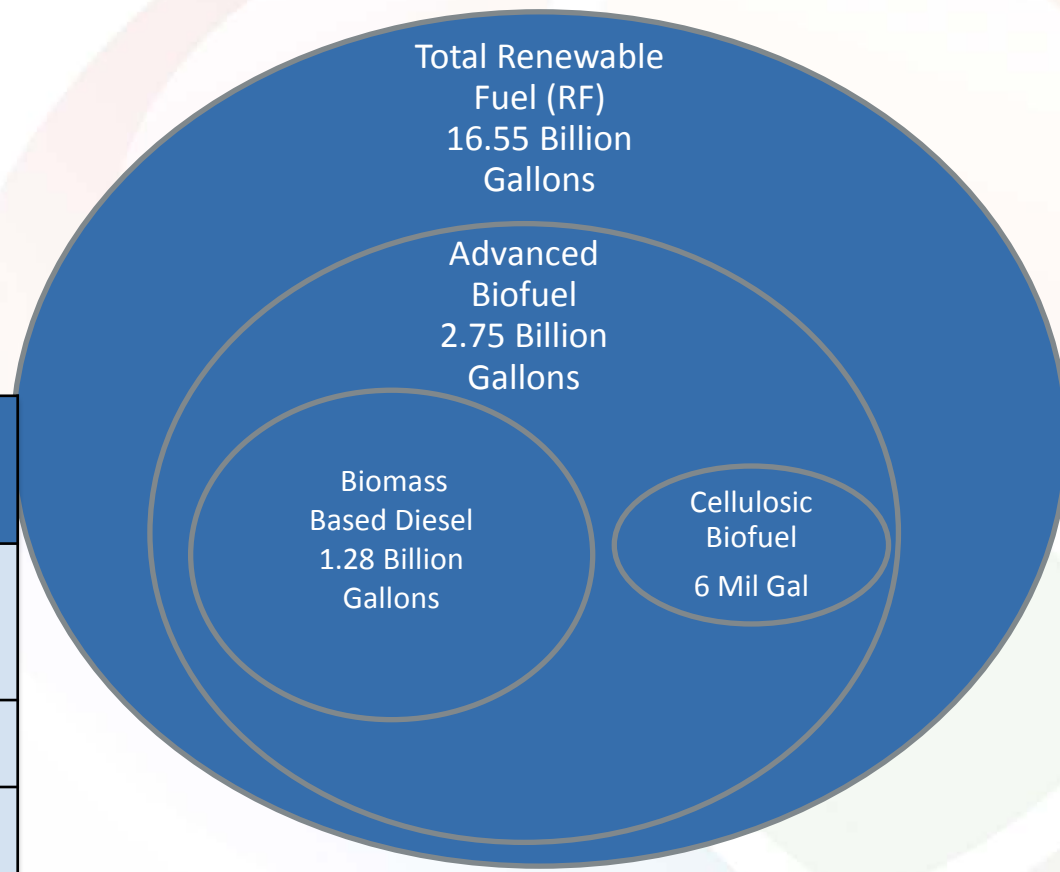 Total Renewable
Fuel (RF)
16.55 Billion
Gallons
Advanced
Biofuel
2.75 Billion
Gallons
Biomass
Based Diesel
1.28 Billion
Gallons
Cellulosic
Biofuel
6 Mil Gal